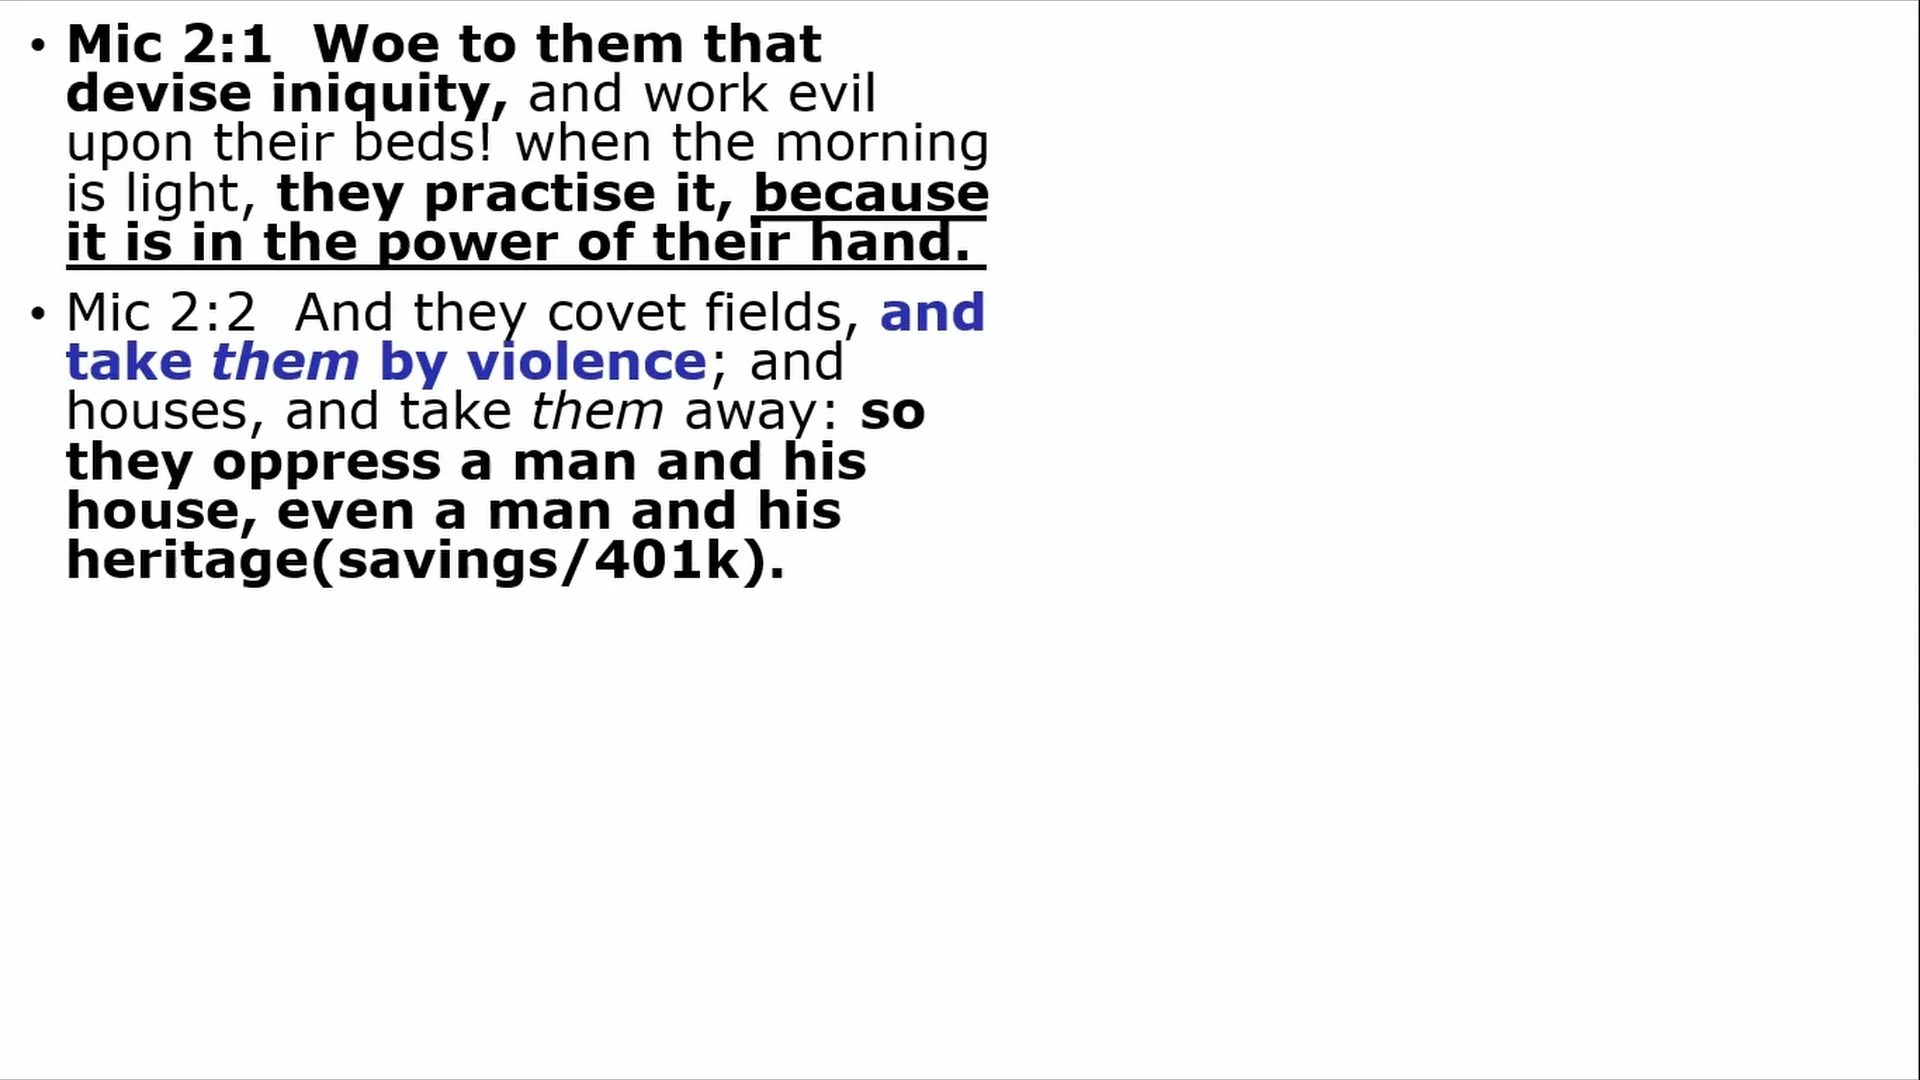 • Mic 2:1  Woe to them that
devise iniquity, and work evil
upon their beds! when the morning
is light, they practise it, because
it is in the power of their hand.
• Mic 2:2  And they covet fields, and
take them by violence; and
houses, and take them away: so
they oppress a man and his
house, even a man and his
heritage(savings/401k).